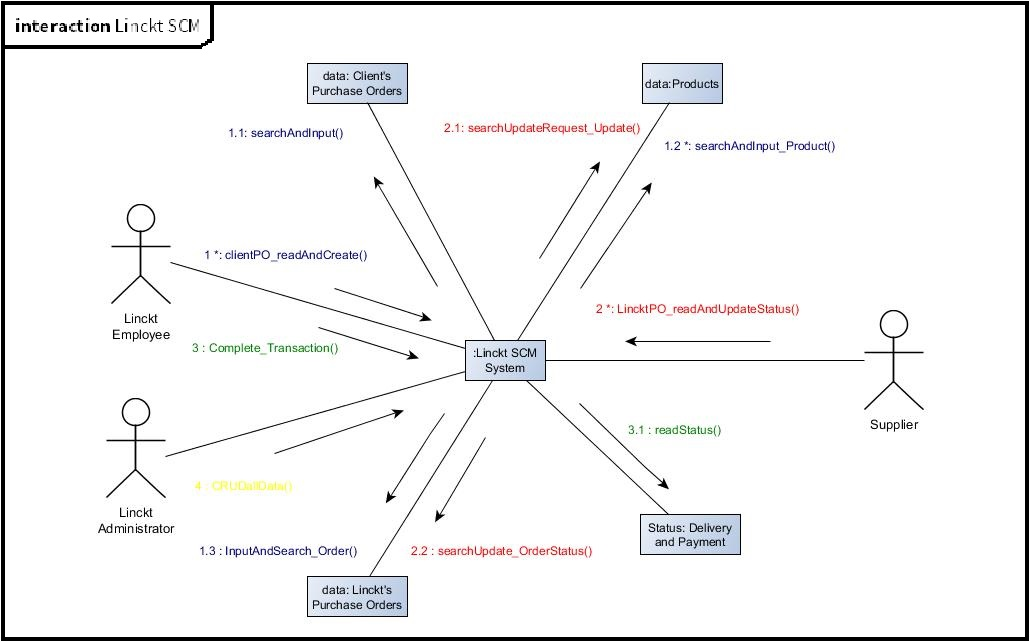 interaction Linckt SCM
data: Client's
Purchase Orders
data:Products
1.1: searchAndInput()
2.1: searchUpdateRequest_Update()
1.2 *: searchAndInput_Product()
1 *: clientPO_readAndCreate()
Linckt
Employee
2 *: LincktPO_readAndUpdateStatus()
3 : Complete_Transaction()
:Linckt SCM
System
Supplier
3.1 : readStatus()
4 : CRUDallData()
Linckt
Administrator
Status: Delivery
and Payment
1.3 : InputAndSearch_Order()
2.2 : searchUpdate_OrderStatus()
data: Linckt's
Purchase Orders